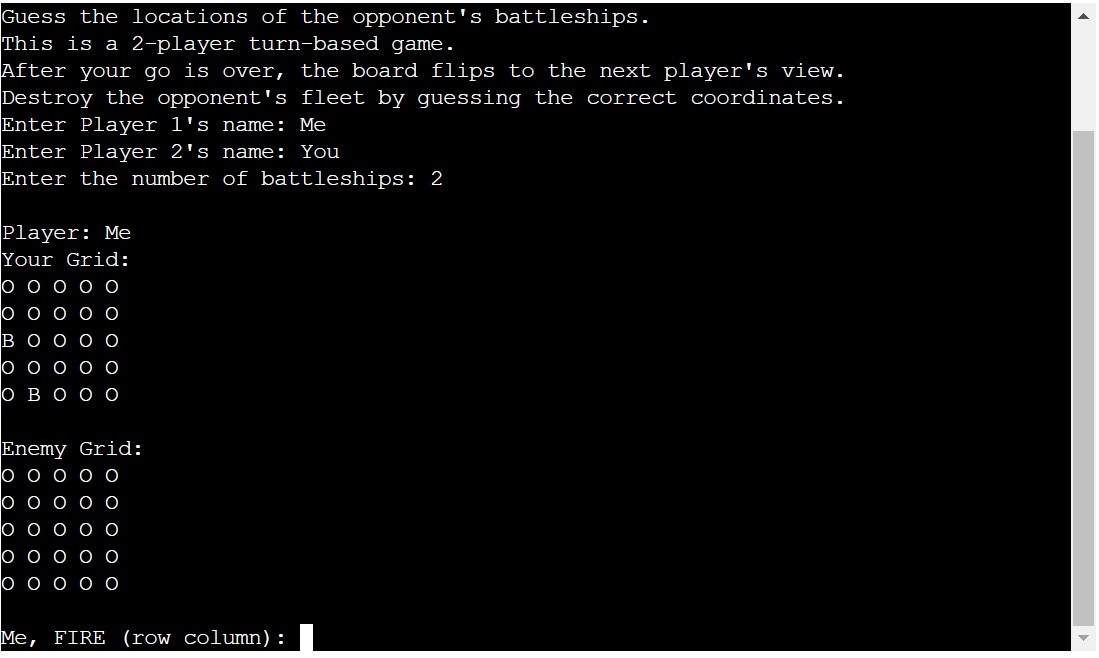 Guess the locations of the opponent's battleships.
This is a 2-player turn-based game.
After your go is over, the board flips to the next player's view.
Destroy the opponent's fleet by guessing the correct coordinates.
Enter Player 1's name: Me
Enter Player 2's name: You
Enter the number of battleships: 2
Player: Me
Your Grid:
O O O O O
O O O O O
B O O O O
O O O O O
O B O O O
Enemy Grid:
O O O O O
O O O O O
O O O O O
O O O O O
O O O O O
Me, FIRE (row column):